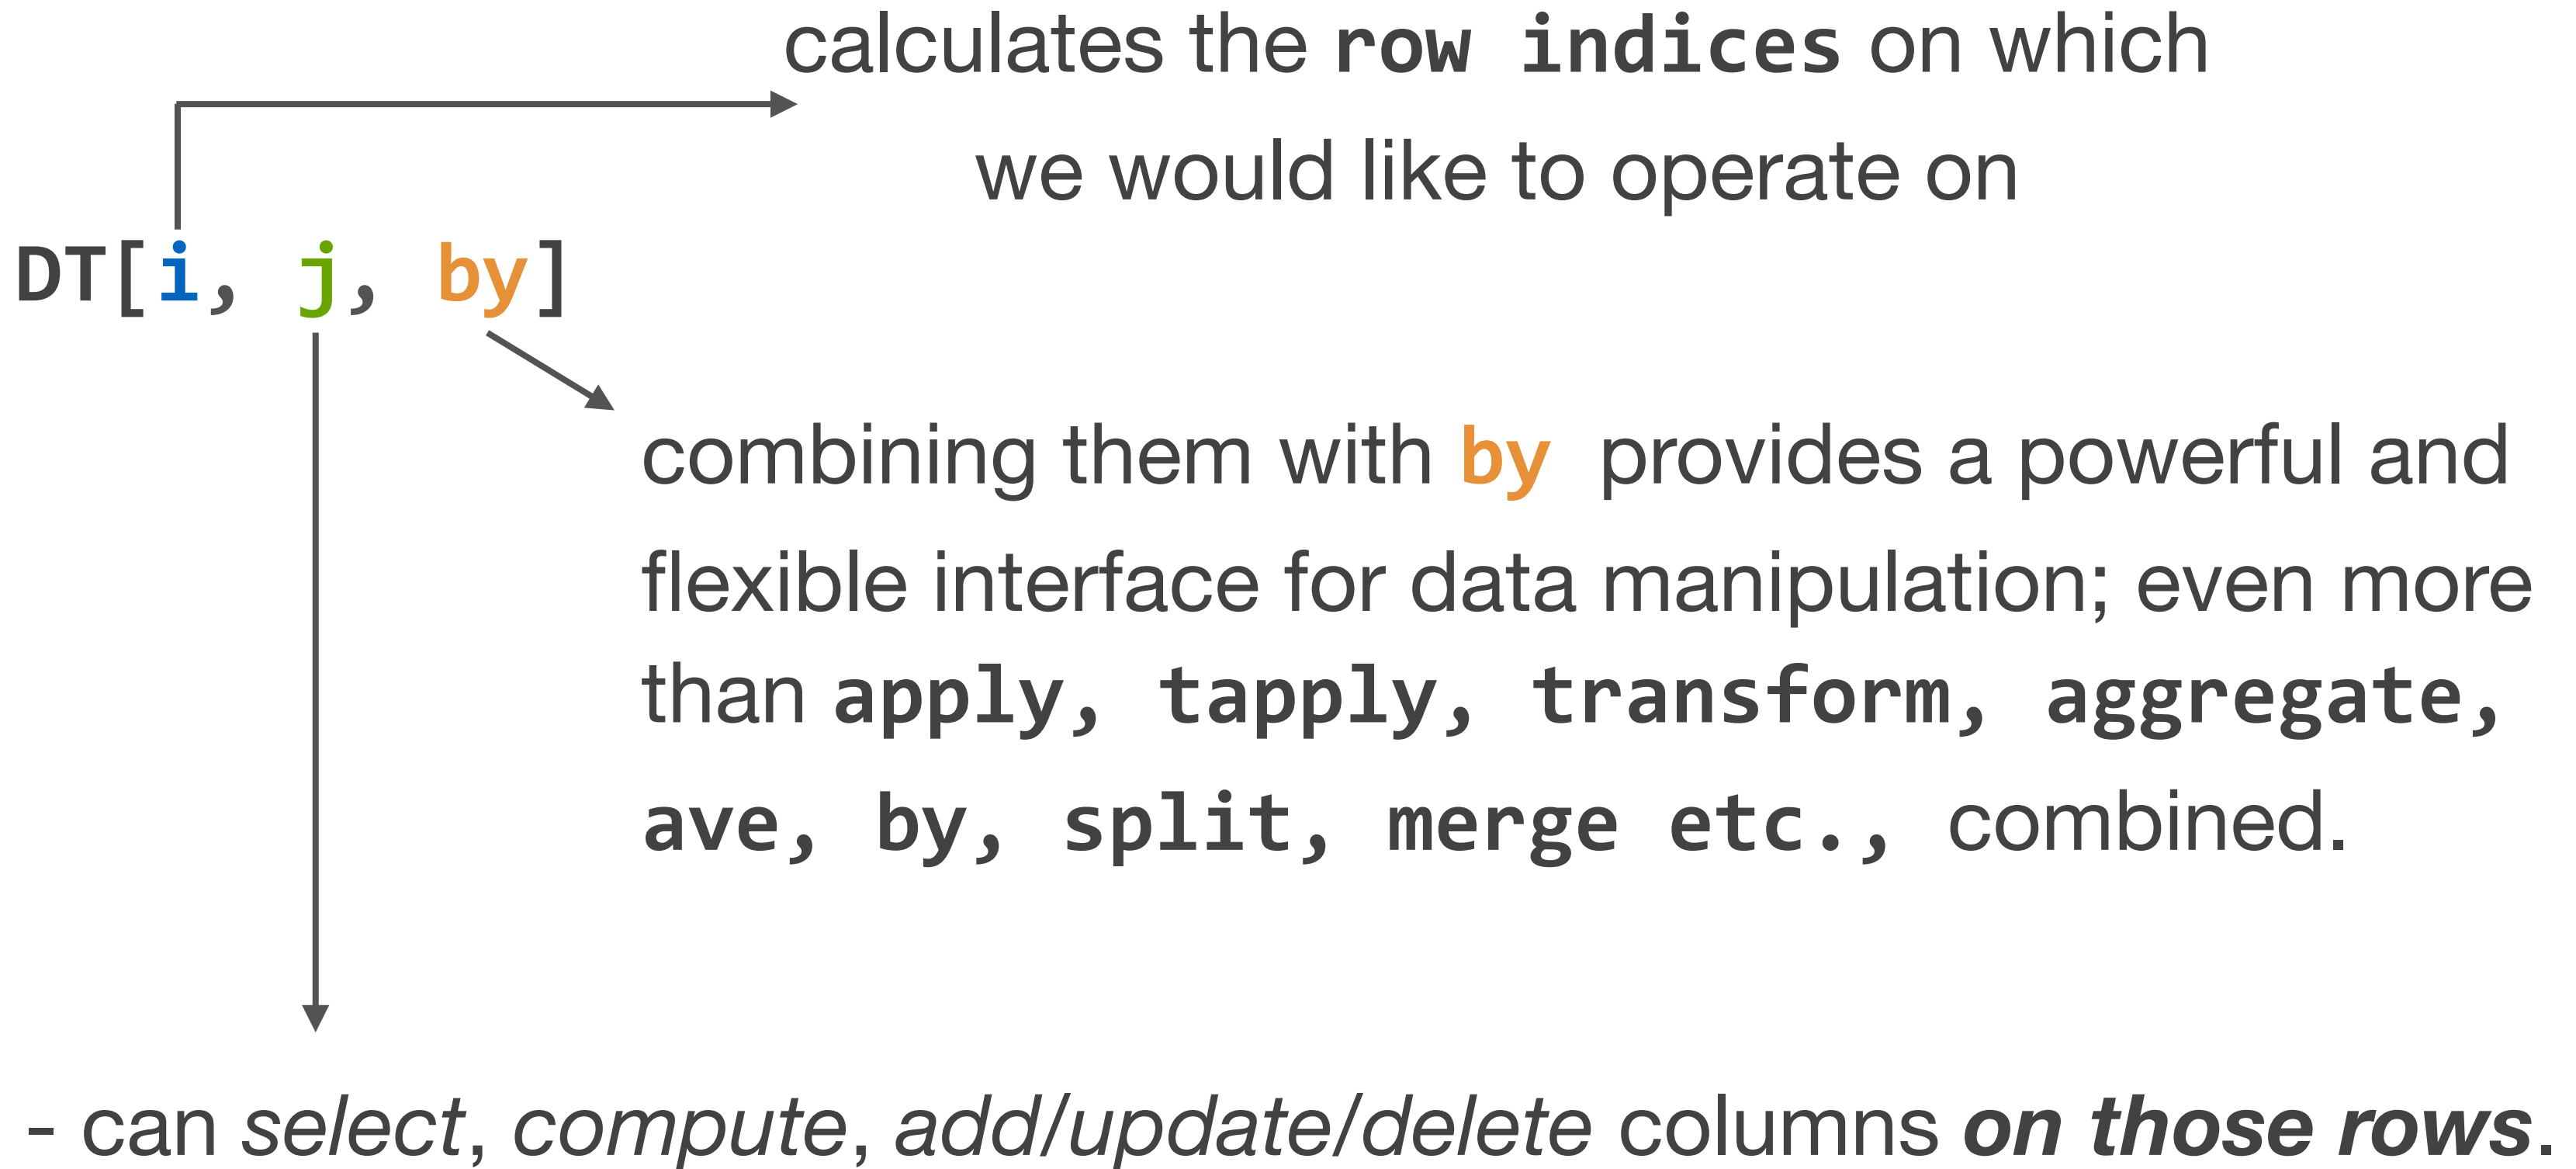 calculates the row indices on which
we would like to operate on
DT[i, j, by]
combining them with by provides a powerful and
flexible interface for data manipulation; even more
than apply, tapply, transform, aggregate,
ave, by, split, merge etc., combined.
- can select, compute, add/update/delete columns on those rows.